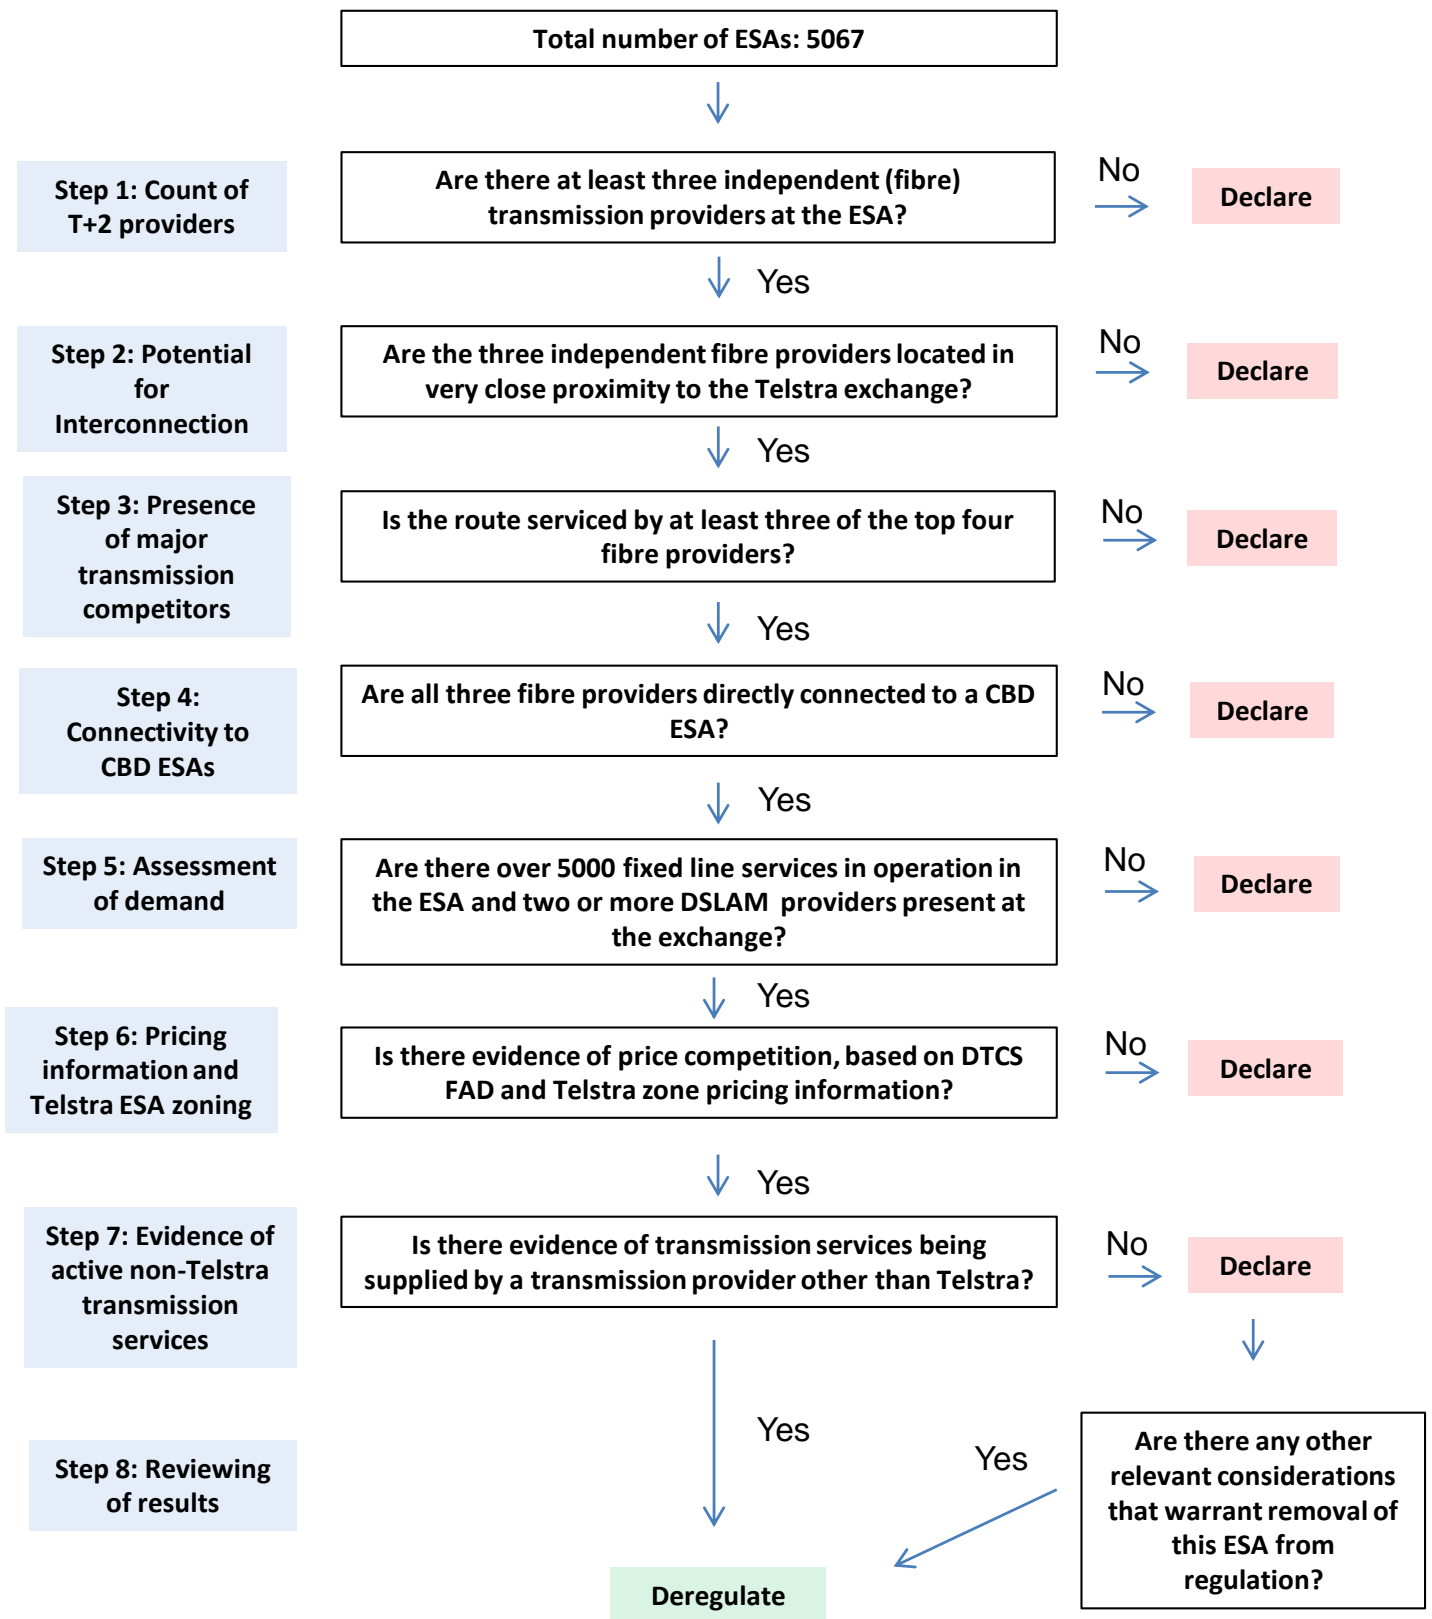 Total number of ESAs: 5067
Step 1: Count of
T+2 providers
Are there at least three independent (fibre)
transmission providers at the ESA?
No
Declare
Yes
Step 2: Potential
for
Interconnection
Are the three independent fibre providers located in
very close proximity to the Telstra exchange?
No
Declare
Yes
Step 3: Presence
of major
transmission
competitors
Is the route serviced by at least three of the top four
fibre providers?
No
Declare
Yes
Step 4:
Connectivity to
CBD ESAs
Are all three fibre providers directly connected to a CBD
ESA?
No
Declare
Yes
Step 5: Assessment
of demand
Are there over 5000 fixed line services in operation in
the ESA and two or more DSLAM providers present at
the exchange?
No
Declare
Yes
Step 6: Pricing
information and
Telstra ESA zoning
Is there evidence of price competition, based on DTCS
FAD and Telstra zone pricing information?
No
Declare
Yes
Step 7: Evidence of
active non-Telstra
transmission
services
Is there evidence of transmission services being
supplied by a transmission provider other than Telstra?
No
Declare
Yes
Step 8: Reviewing
of results
Yes
Are there any other
relevant considerations
that warrant removal of
this ESA from
regulation?
Deregulate